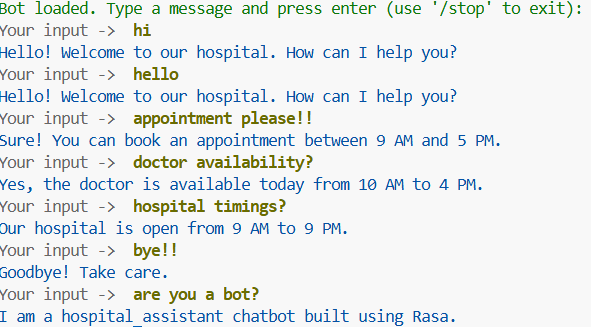 Bot loaded. Type a message and press enter (use '/stop' to exit):
Your input ->  hi
Hello! Welcome to our hospital. How can I help you?
Your input ->  hello
Hello! Welcome to our hospital. How can I help you?
Your input ->  appointment please!!
Sure! You can book an appointment between 9 AM and 5 PM.
Your input ->  doctor availability?
Yes, the doctor is available today from 10 AM to 4 PM.
Your input ->  hospital timings?
Our hospital is open from 9 AM to 9 PM.
Your input ->  bye!!
Goodbye! Take care.
Your input ->  are you a bot?
I am a hospital_assistant chatbot built using Rasa.